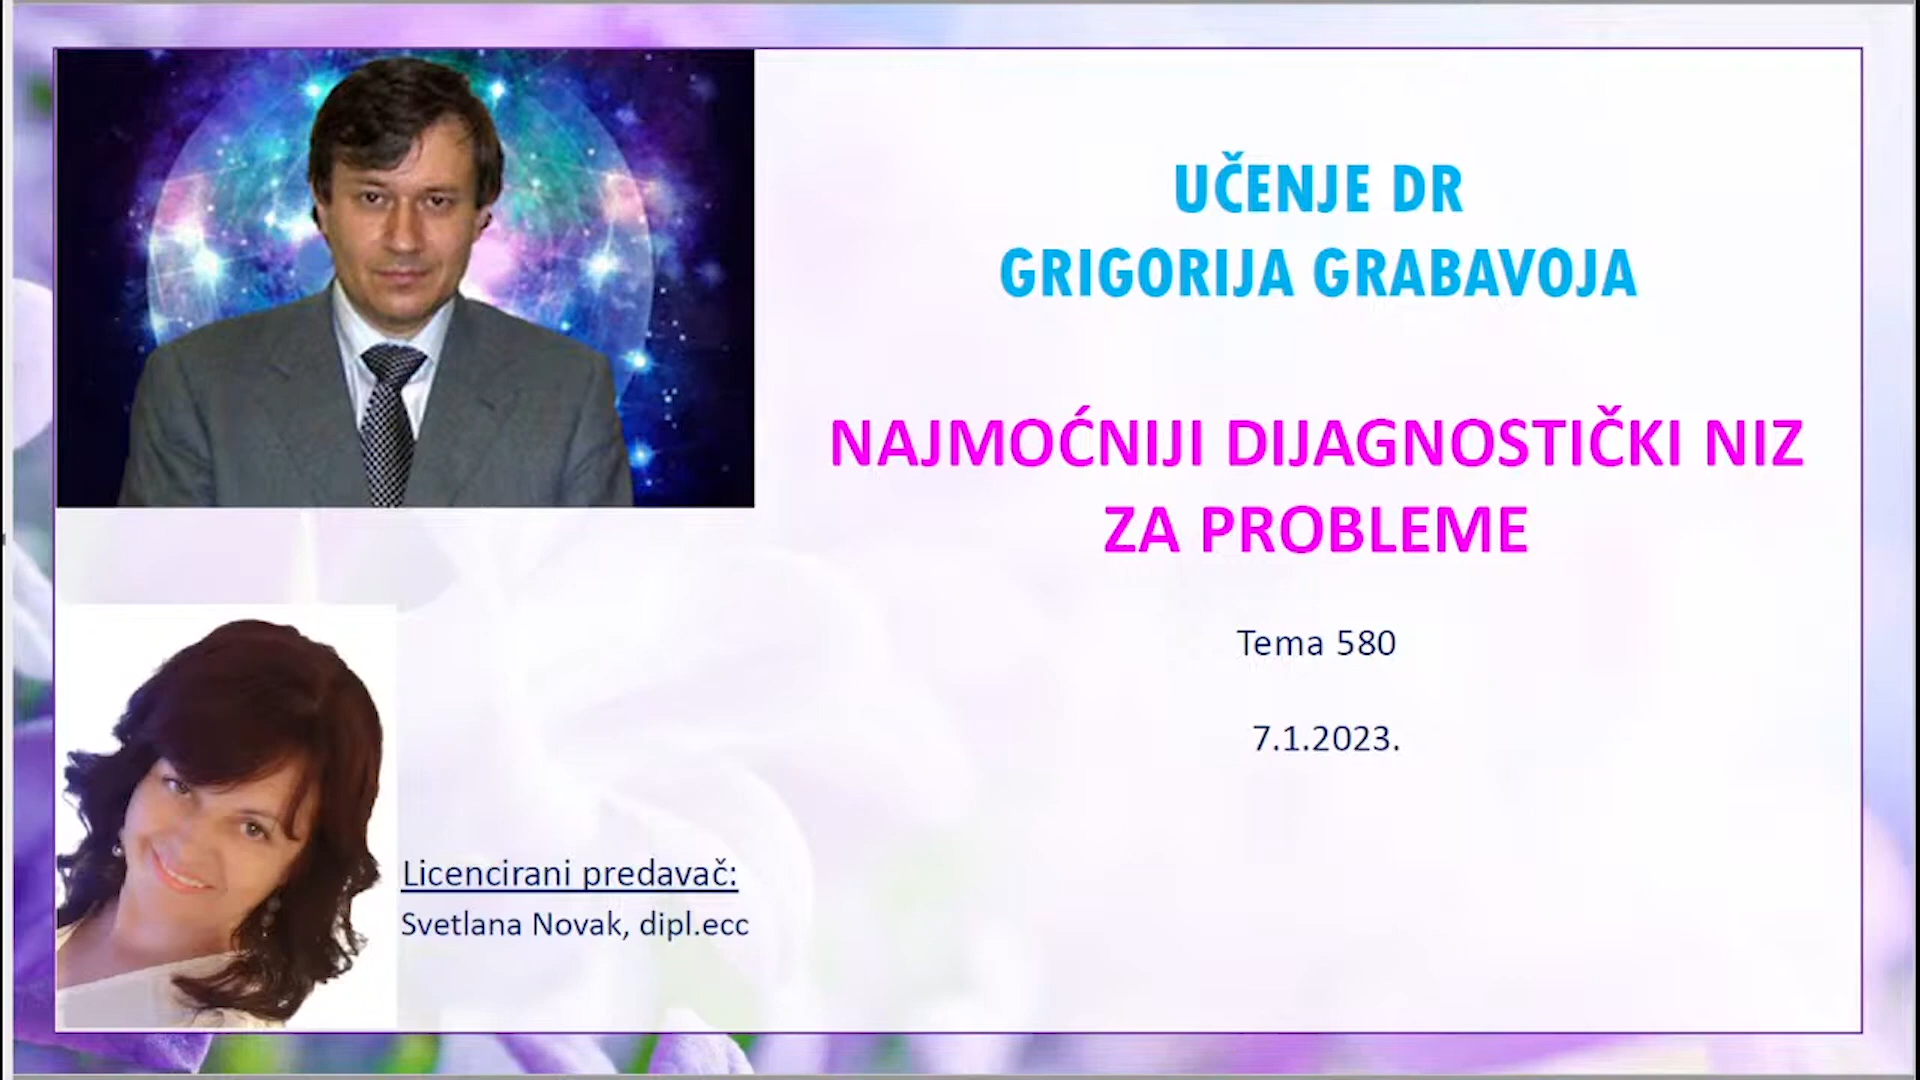 UČENJE DR
GRIGORIJA GRABAVOJA
NAJMOĆNIJI DIJAGNOSTIČKI NIZ
ZA PROBLEME
Tema 580
7.1.2023.
Licencirani predavač:
Svetlana Novak, dipl.ecc